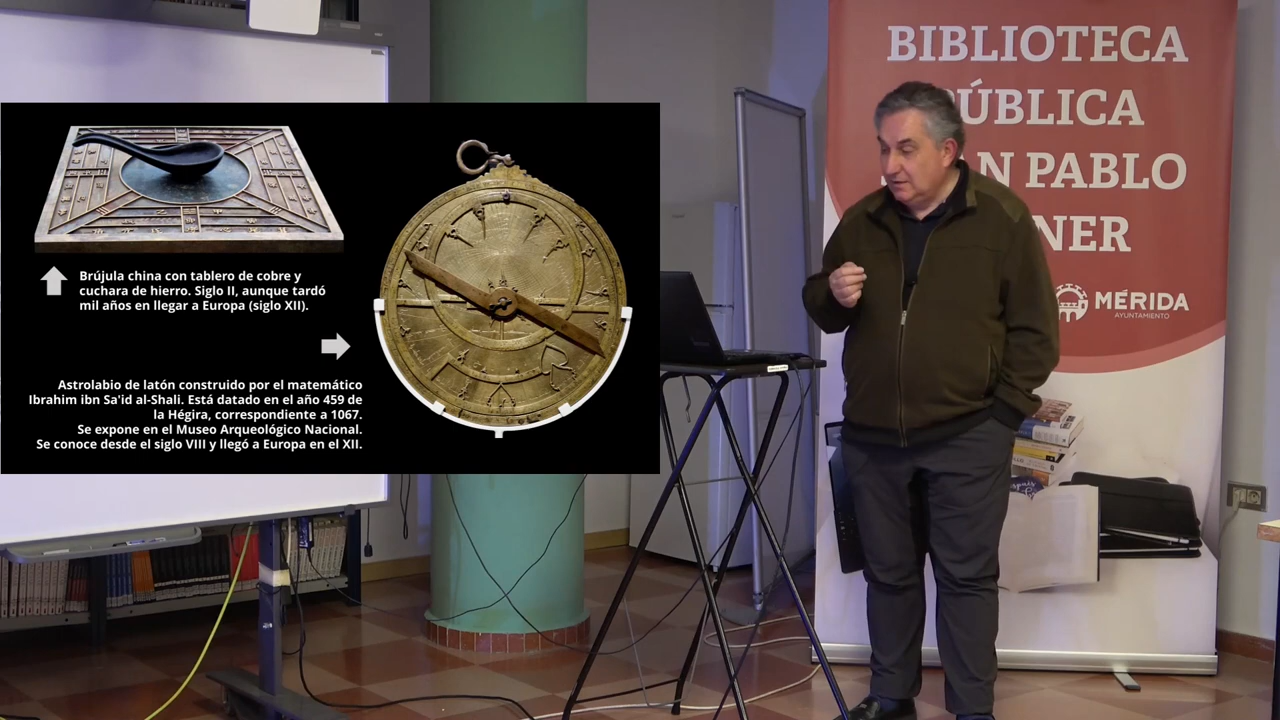 Brújula china con tablero de cobre y
cuchara de hierro. Siglo II, aunque tardó
mil años en llegar a Europa (siglo XII).
Astrolabio de latón construido por el matemático
Ibrahim ibn Sa'id al-Shali. Está datado en el año 459 de
la Hégira, correspondiente a 1067.
Se expone en el Museo Arqueológico Nacional.
Se conoce desde el siglo VIII y llegó a Europa en el XII.
BIBLIOTECA
PÚBLICA
PABLO
MÉRIDA
AYUNTAMIENTO